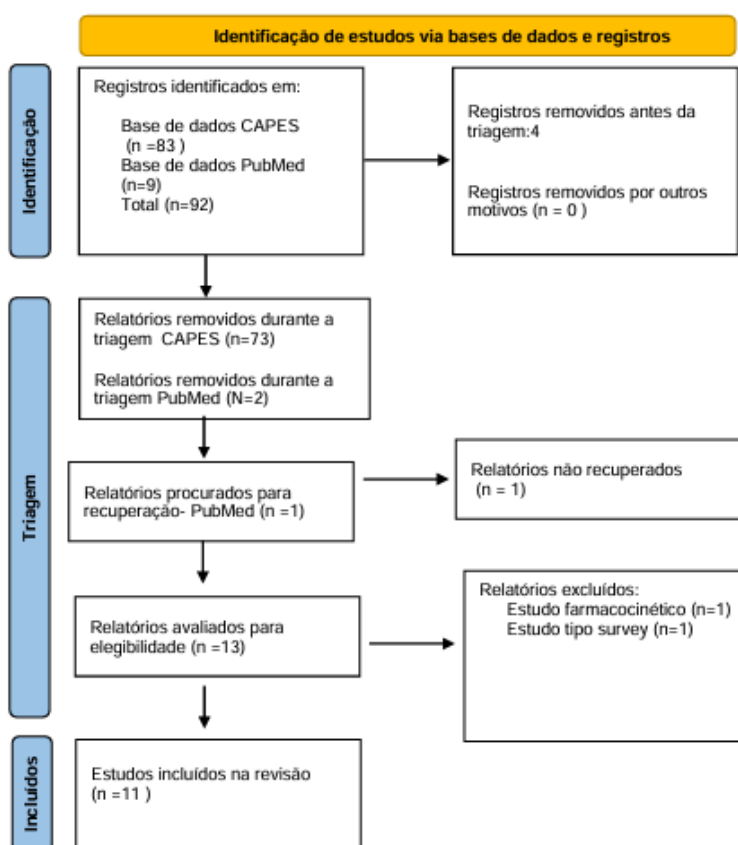 Identificação de estudos via bases de dados e registros
Identificação
Registros identificados em:
Base de dados CAPES
(n =83 )
Base de dados PubMed
(n=9)
Total (n=92)
Registros removidos antes da
triagem:4
Registros removidos por outros
motivos (n = 0 )
Triagem
Relatórios removidos durante a
triagem CAPES (n=73)
Relatórios removidos durante a
triagem PubMed (N=2)
Relatórios procurados para
recuperação- PubMed (n =1)
Relatórios não recuperados
(n = 1)
Relatórios avaliados para
elegibilidade (n =13)
Relatórios excluídos:
Estudo farmacocinético (n=1)
Estudo tipo survey (n=1)
Incluídos
Estudos incluídos na revisão
(n =11 )